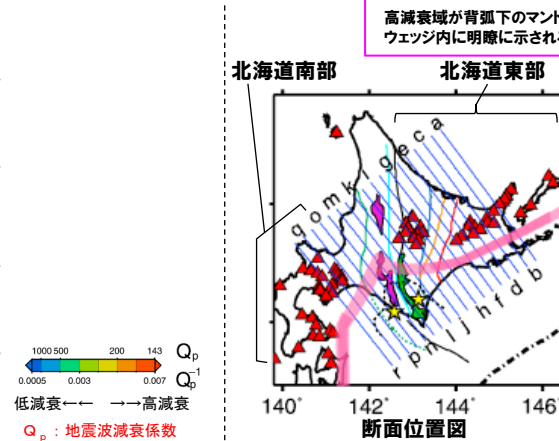 高減衰域が背弧下のマント
ウェッジ内に明瞭に示され
北海道南部
北海道東部
a
c
e
g
i
k
m
o
q
r
p
n
l
j
h
f
d
b
1000 500 200 143 Qp
0.0005 0.003 0.007 Qp⁻¹
低減衰←← →→高減衰
Qp：地震波減衰係数
140˚ 142˚ 144˚ 146˚
断面位置図